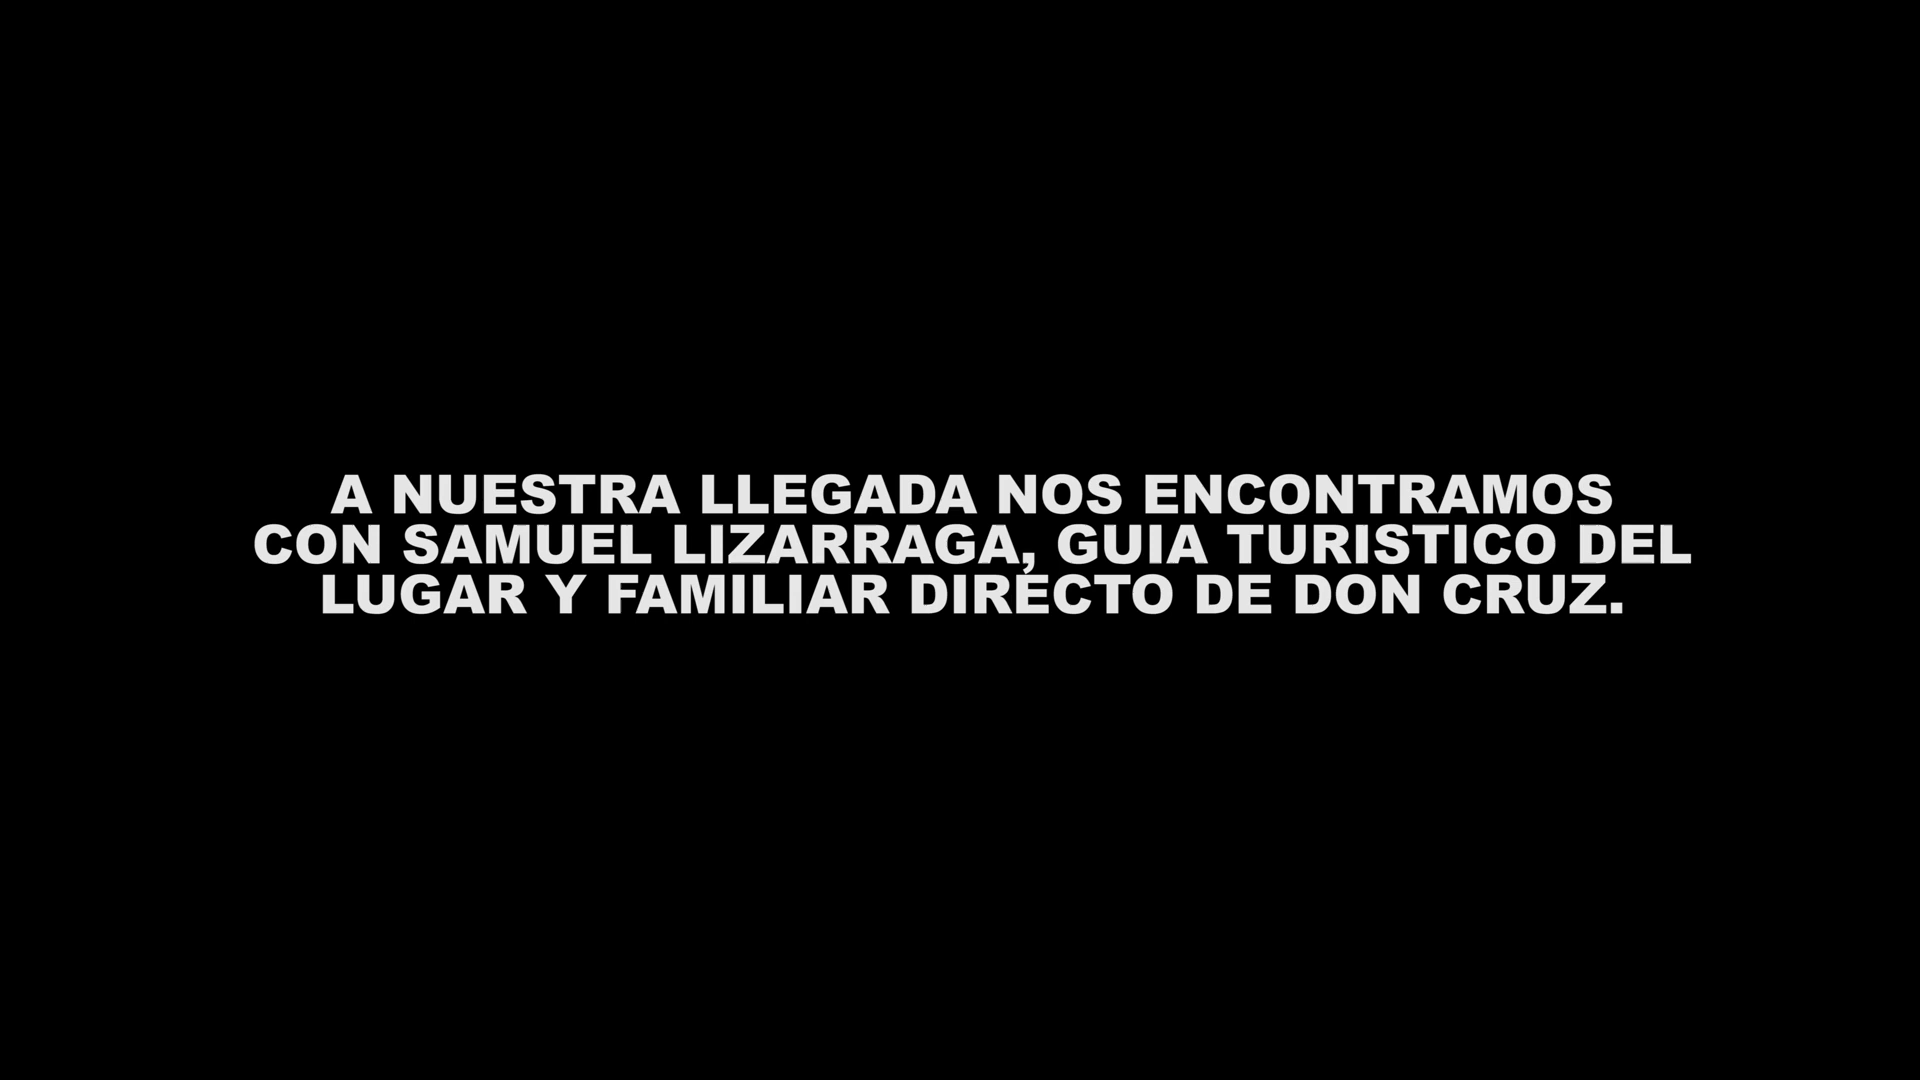 A NUESTRA LLEGADA NOS ENCONTRAMOS
CON SAMUEL LIZARRAGA, GUIA TURISTICO DEL
LUGAR Y FAMILIAR DIRECTO DE DON CRUZ.